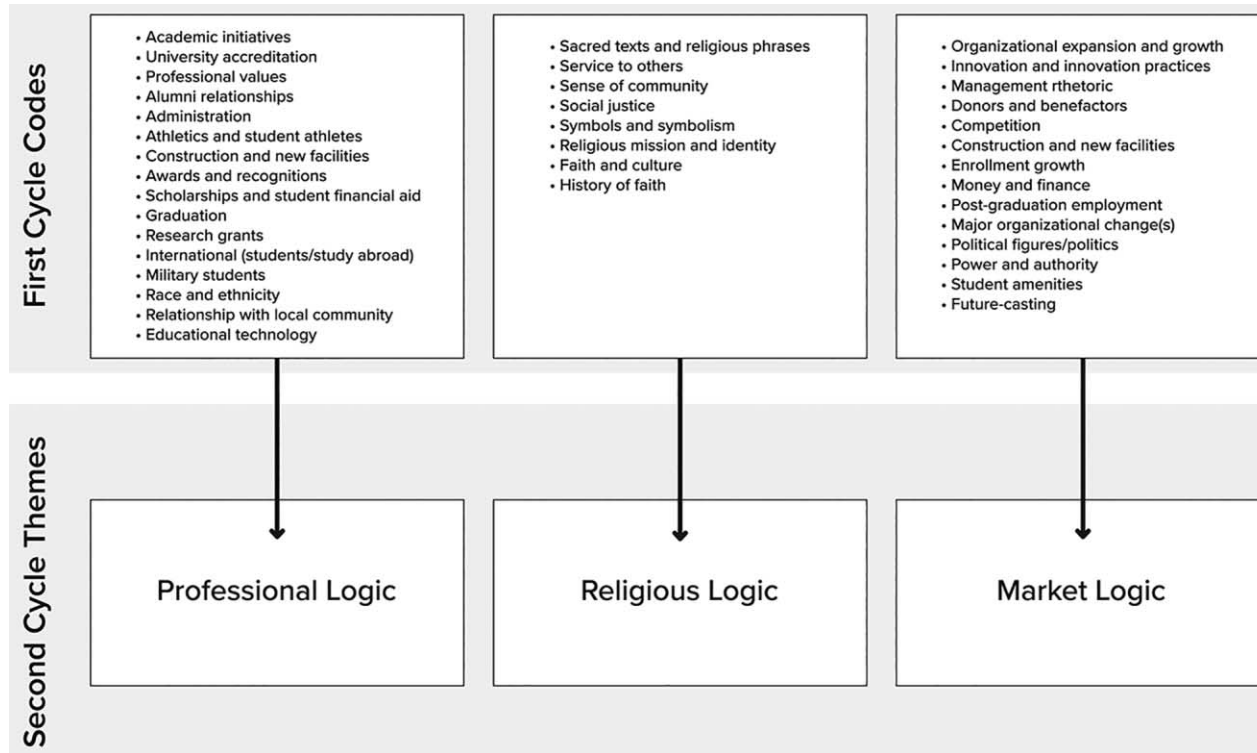 First Cycle Codes
• Academic initiatives
• University accreditation
• Professional values
• Alumni relationships
• Administration
• Athletics and student athletes
• Construction and new facilities
• Awards and recognitions
• Scholarships and student financial aid
• Graduation
• Research grants
• International (students/study abroad)
• Military students
• Race and ethnicity
• Relationship with local community
• Educational technology
• Sacred texts and religious phrases
• Service to others
• Sense of community
• Social justice
• Symbols and symbolism
• Religious mission and identity
• Faith and culture
• History of faith
• Organizational expansion and growth
• Innovation and innovation practices
• Management rthetoric
• Donors and benefactors
• Competition
• Construction and new facilities
• Enrollment growth
• Money and finance
• Post-graduation employment
• Major organizational change(s)
• Political figures/politics
• Power and authority
• Student amenities
• Future-casting
Second Cycle Themes
Professional Logic
Religious Logic
Market Logic